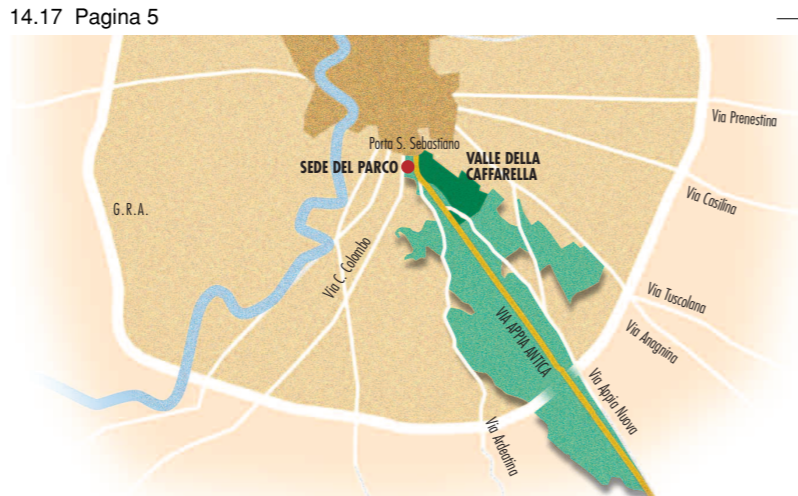 14.17 Pagina 5
Via Prenestina
Porta S. Sebastiano
SEDE DEL PARCO
VALLE DELLA
CAFFARELLA
Via Casilina
G.R.A.
Via C. Colombo
Via Tuscolana
Via Anagnina
VIA APPIA ANTICA
Via Appia Nuova
Via Ardeatina